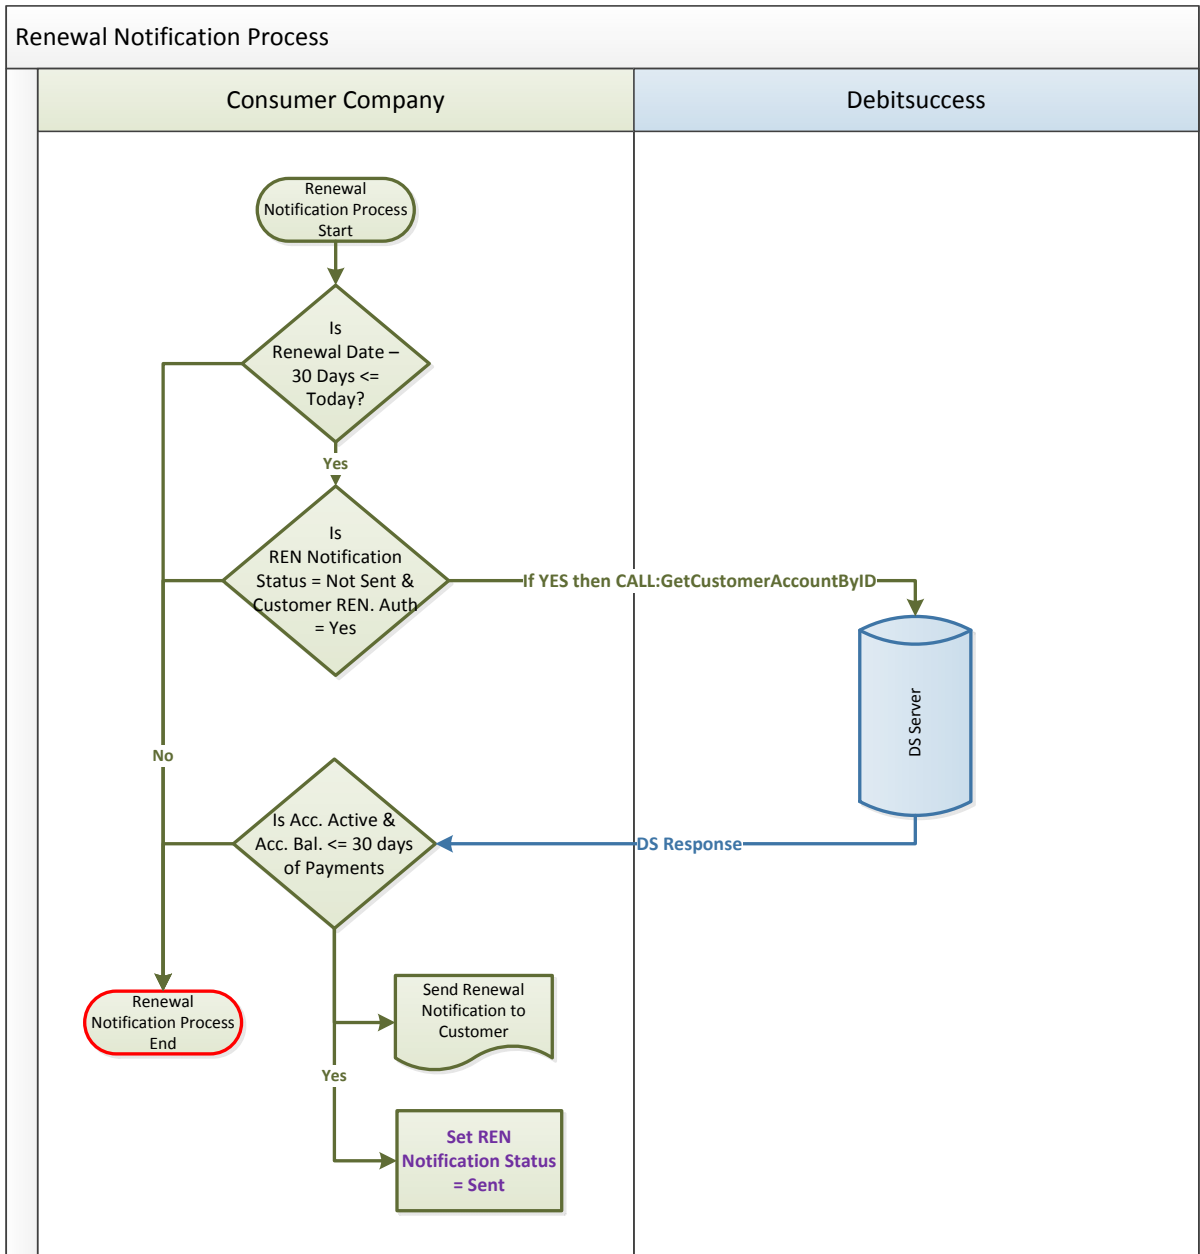 Renewal Notification Process
Consumer Company
Debitsuccess
Renewal
Notification Process
Start
Is
Renewal Date –
30 Days <=
Today?
Yes
Is
REN Notification
Status = Not Sent &
Customer REN. Auth
= Yes
If YES then CALL:GetCustomerAccountByID
DS Server
No
Is Acc. Active &
Acc. Bal. <= 30 days
of Payments
DS Response
Renewal
Notification Process
End
Send Renewal
Notification to
Customer
Yes
Set REN
Notification Status
= Sent